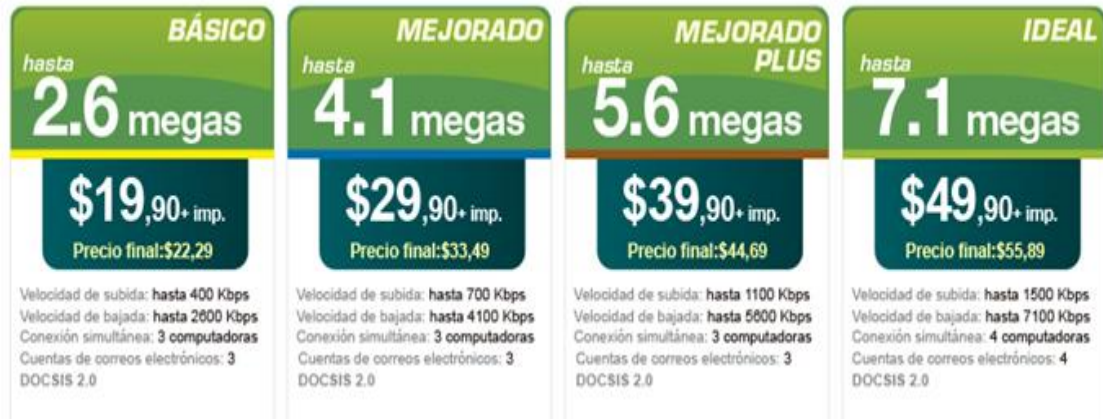 BÁSICO
hasta
2.6 megas
$19,90+ imp.
Precio final:$22,29
Velocidad de subida: hasta 400 Kbps
Velocidad de bajada: hasta 2600 Kbps
Conexión simultánea: 3 computadoras
Cuentas de correos electrónicos: 3
DOCSIS 2.0
MEJORADO
hasta
4.1 megas
$29,90+ imp.
Precio final:$33,49
Velocidad de subida: hasta 700 Kbps
Velocidad de bajada: hasta 4100 Kbps
Conexión simultánea: 3 computadoras
Cuentas de correos electrónicos: 3
DOCSIS 2.0
MEJORADO
PLUS
hasta
5.6 megas
$39,90+ imp.
Precio final:$44,69
Velocidad de subida: hasta 1100 Kbps
Velocidad de bajada: hasta 5600 Kbps
Conexión simultánea: 3 computadoras
Cuentas de correos electrónicos: 3
DOCSIS 2.0
IDEAL
hasta
7.1 megas
$49,90+ imp.
Precio final:$55,89
Velocidad de subida: hasta 1500 Kbps
Velocidad de bajada: hasta 7100 Kbps
Conexión simultánea: 4 computadoras
Cuentas de correos electrónicos: 4
DOCSIS 2.0